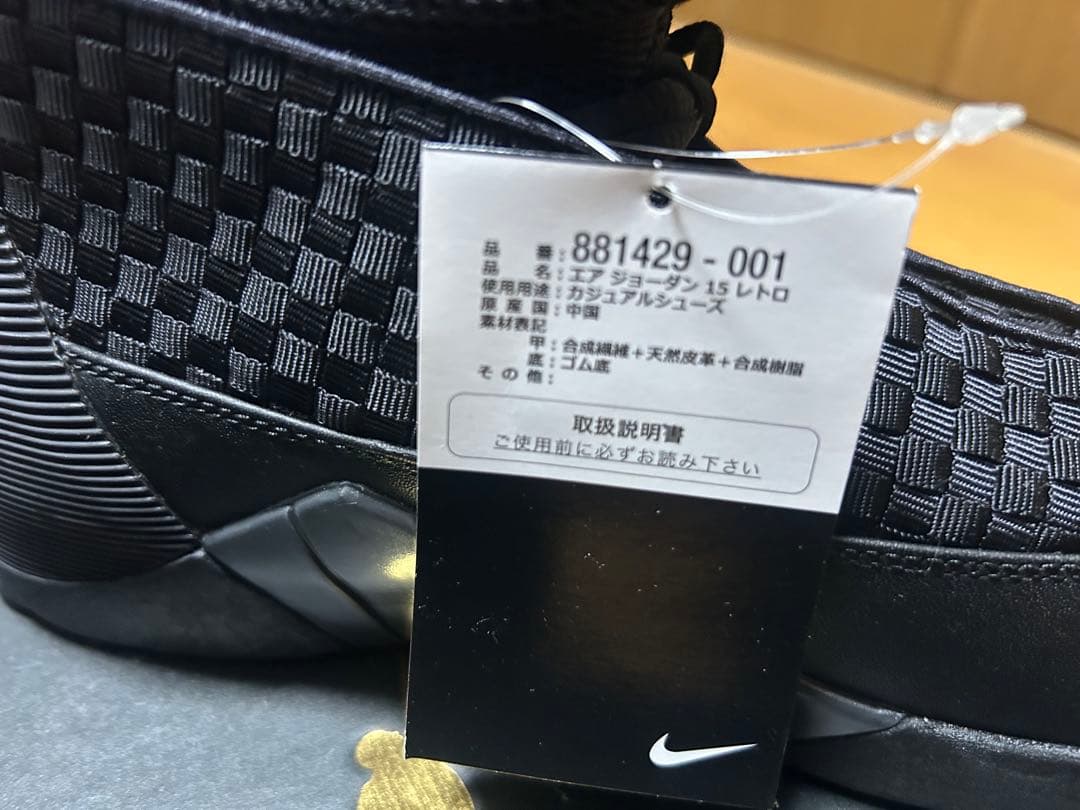 品番：881429 - 001
品名：エア ジョーダン 15 レトロ
使用用途：カジュアルシューズ
原産国：中国
素材表記
甲：合成繊維＋天然皮革＋合成樹脂
底：ゴム底
その他：
取扱説明書
ご使用前に必ずお読み下さい